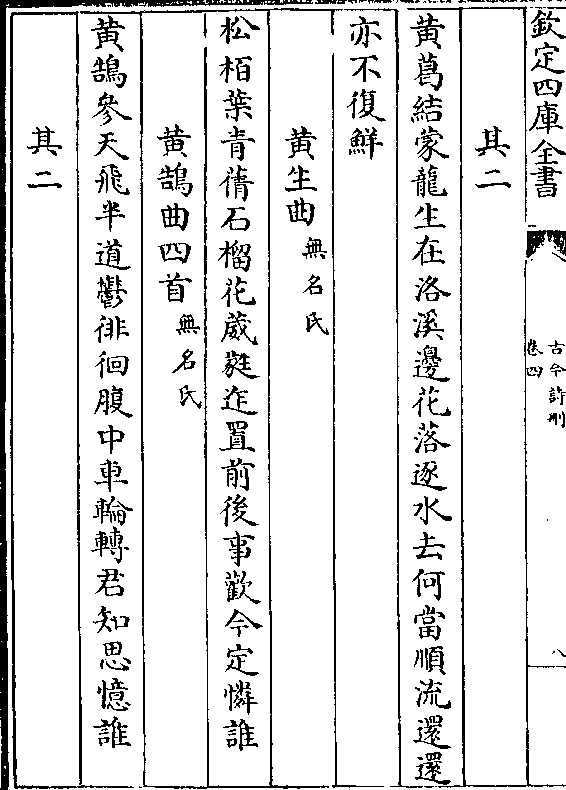 欽定四庫全書
古今詩刪
卷四
八
其二
黄葛結蒙龍生在洛溪邊花落逐水去何當順流還還
亦不復鮮
黄生曲無名氏
松栢葉青蒨石榴花葳蕤迮置前後事歡今定憐誰
黄鵠曲四首無名氏
黄鵠參天飛半道鬱徘徊腹中車輪轉君知思憶誰
其二